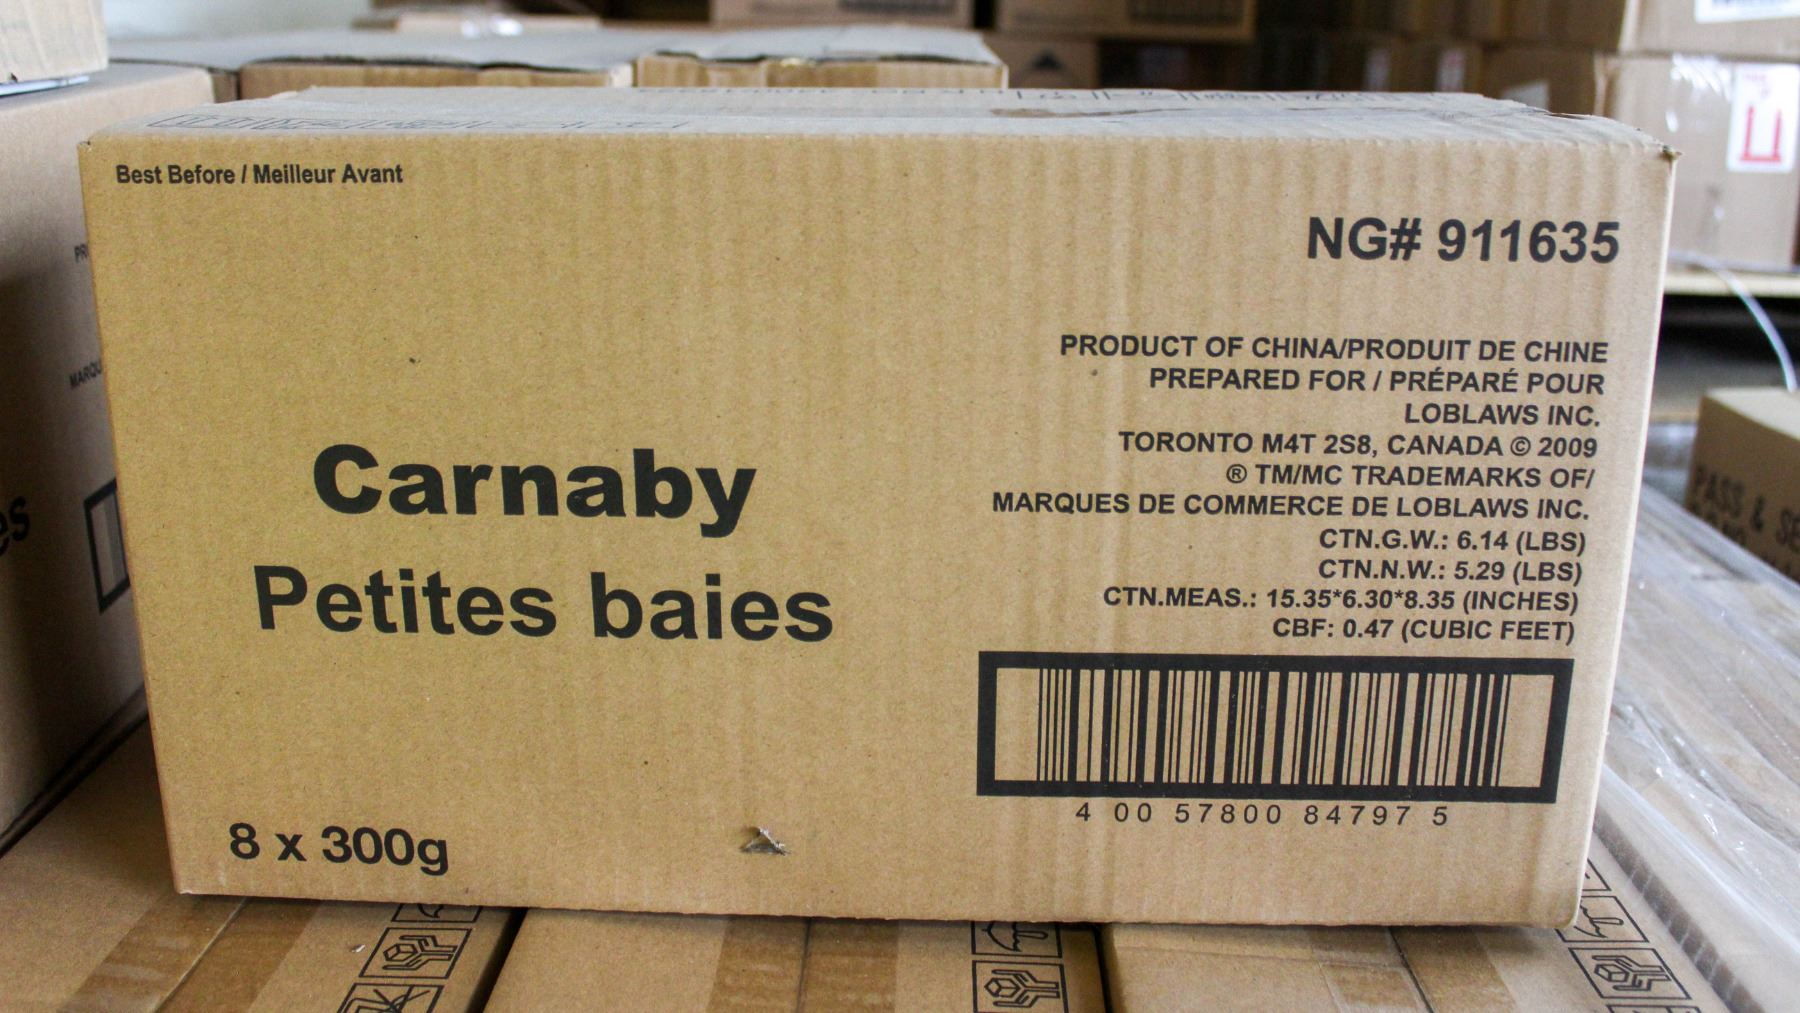 Best Before / Meilleur Avant
NG# 911635
PRODUCT OF CHINA/PRODUIT DE CHINE
PREPARED FOR / PRÉPARÉ POUR
LOBLAWS INC.
TORONTO M4T 2S8, CANADA © 2009
® TM/MC TRADEMARKS OF/
MARQUES DE COMMERCE DE LOBLAWS INC.
CTN.G.W.: 6.14 (LBS)
CTN.N.W.: 5.29 (LBS)
CTN.MEAS.: 15.35*6.30*8.35 (INCHES)
CBF: 0.47 (CUBIC FEET)
Carnaby
Petites baies
8 x 300g
4 00 57800 84797 5
PASS &